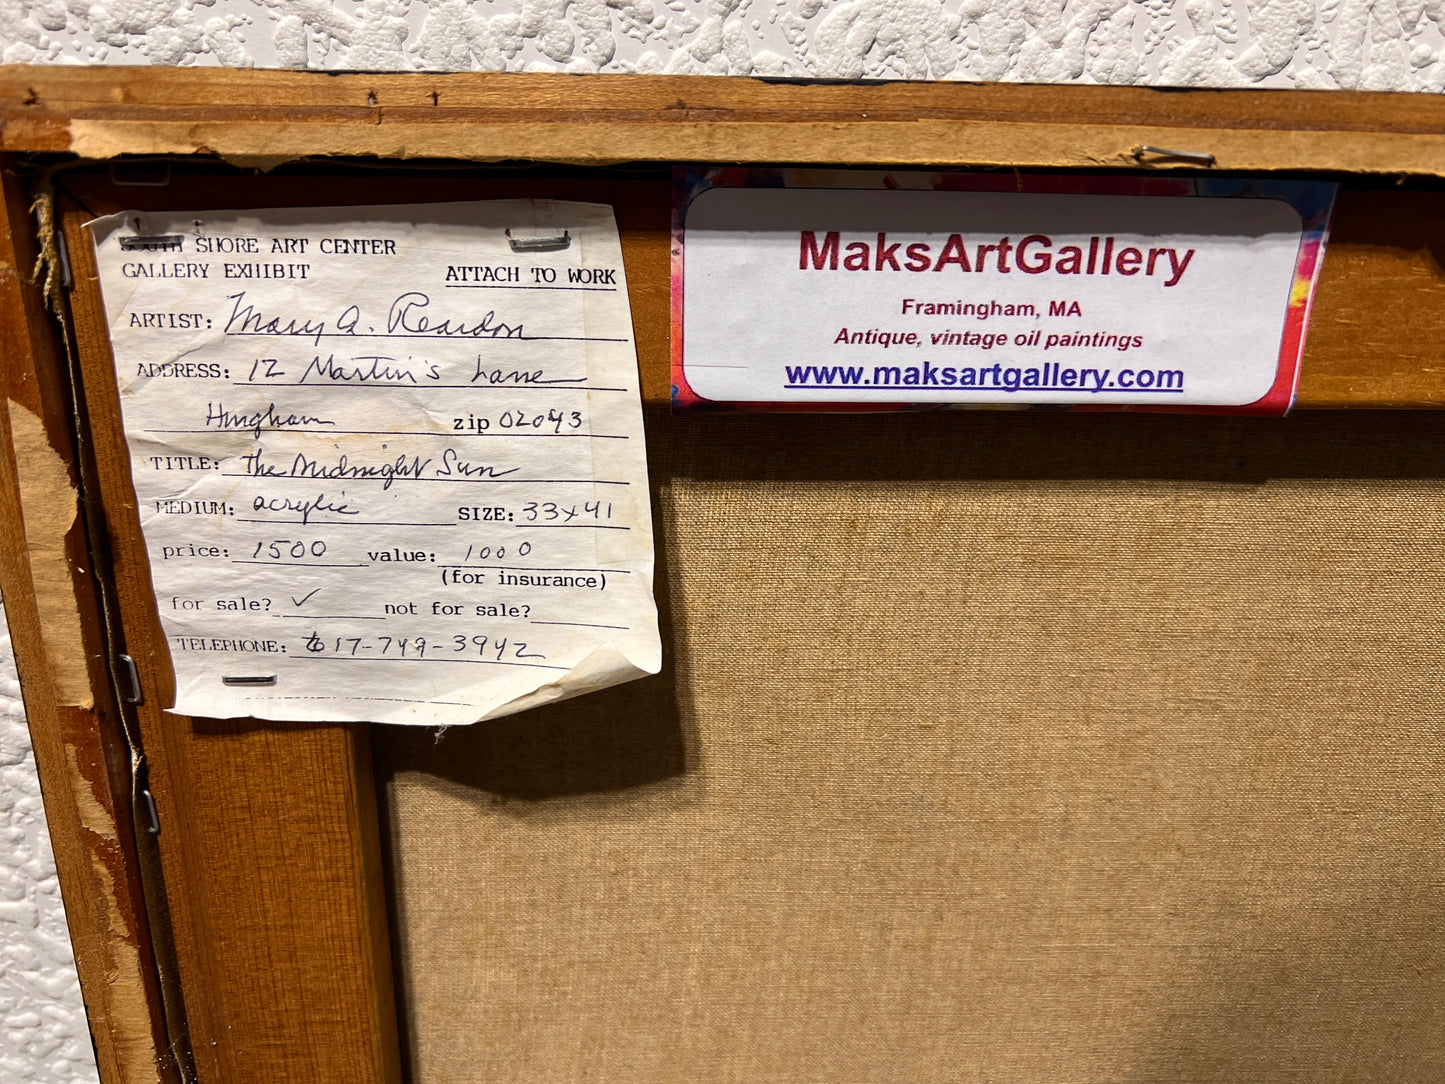 SOUTH SHORE ART CENTER
GALLERY EXHIBIT ATTACH TO WORK
ARTIST: Mary A. Reardon
ADDRESS: 12 Martin's Lane
Hingham zip 02043
TITLE: The Midnight Sun
MEDIUM: acrylic SIZE: 33x41
price: 1500 value: 1000
(for insurance)
for sale? ✓ not for sale?
TELEPHONE: 617-749-3942
MaksArtGallery
Framingham, MA
Antique, vintage oil paintings
www.maksartgallery.com